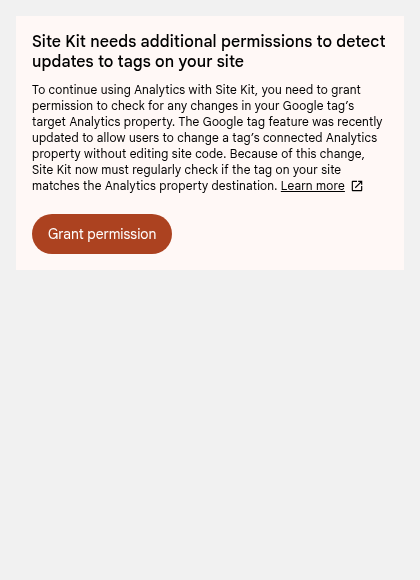 Site Kit needs additional permissions to detect
updates to tags on your site
To continue using Analytics with Site Kit, you need to grant
permission to check for any changes in your Google tag’s
target Analytics property. The Google tag feature was recently
updated to allow users to change a tag’s connected Analytics
property without editing site code. Because of this change,
Site Kit now must regularly check if the tag on your site
matches the Analytics property destination. Learn more
Grant permission